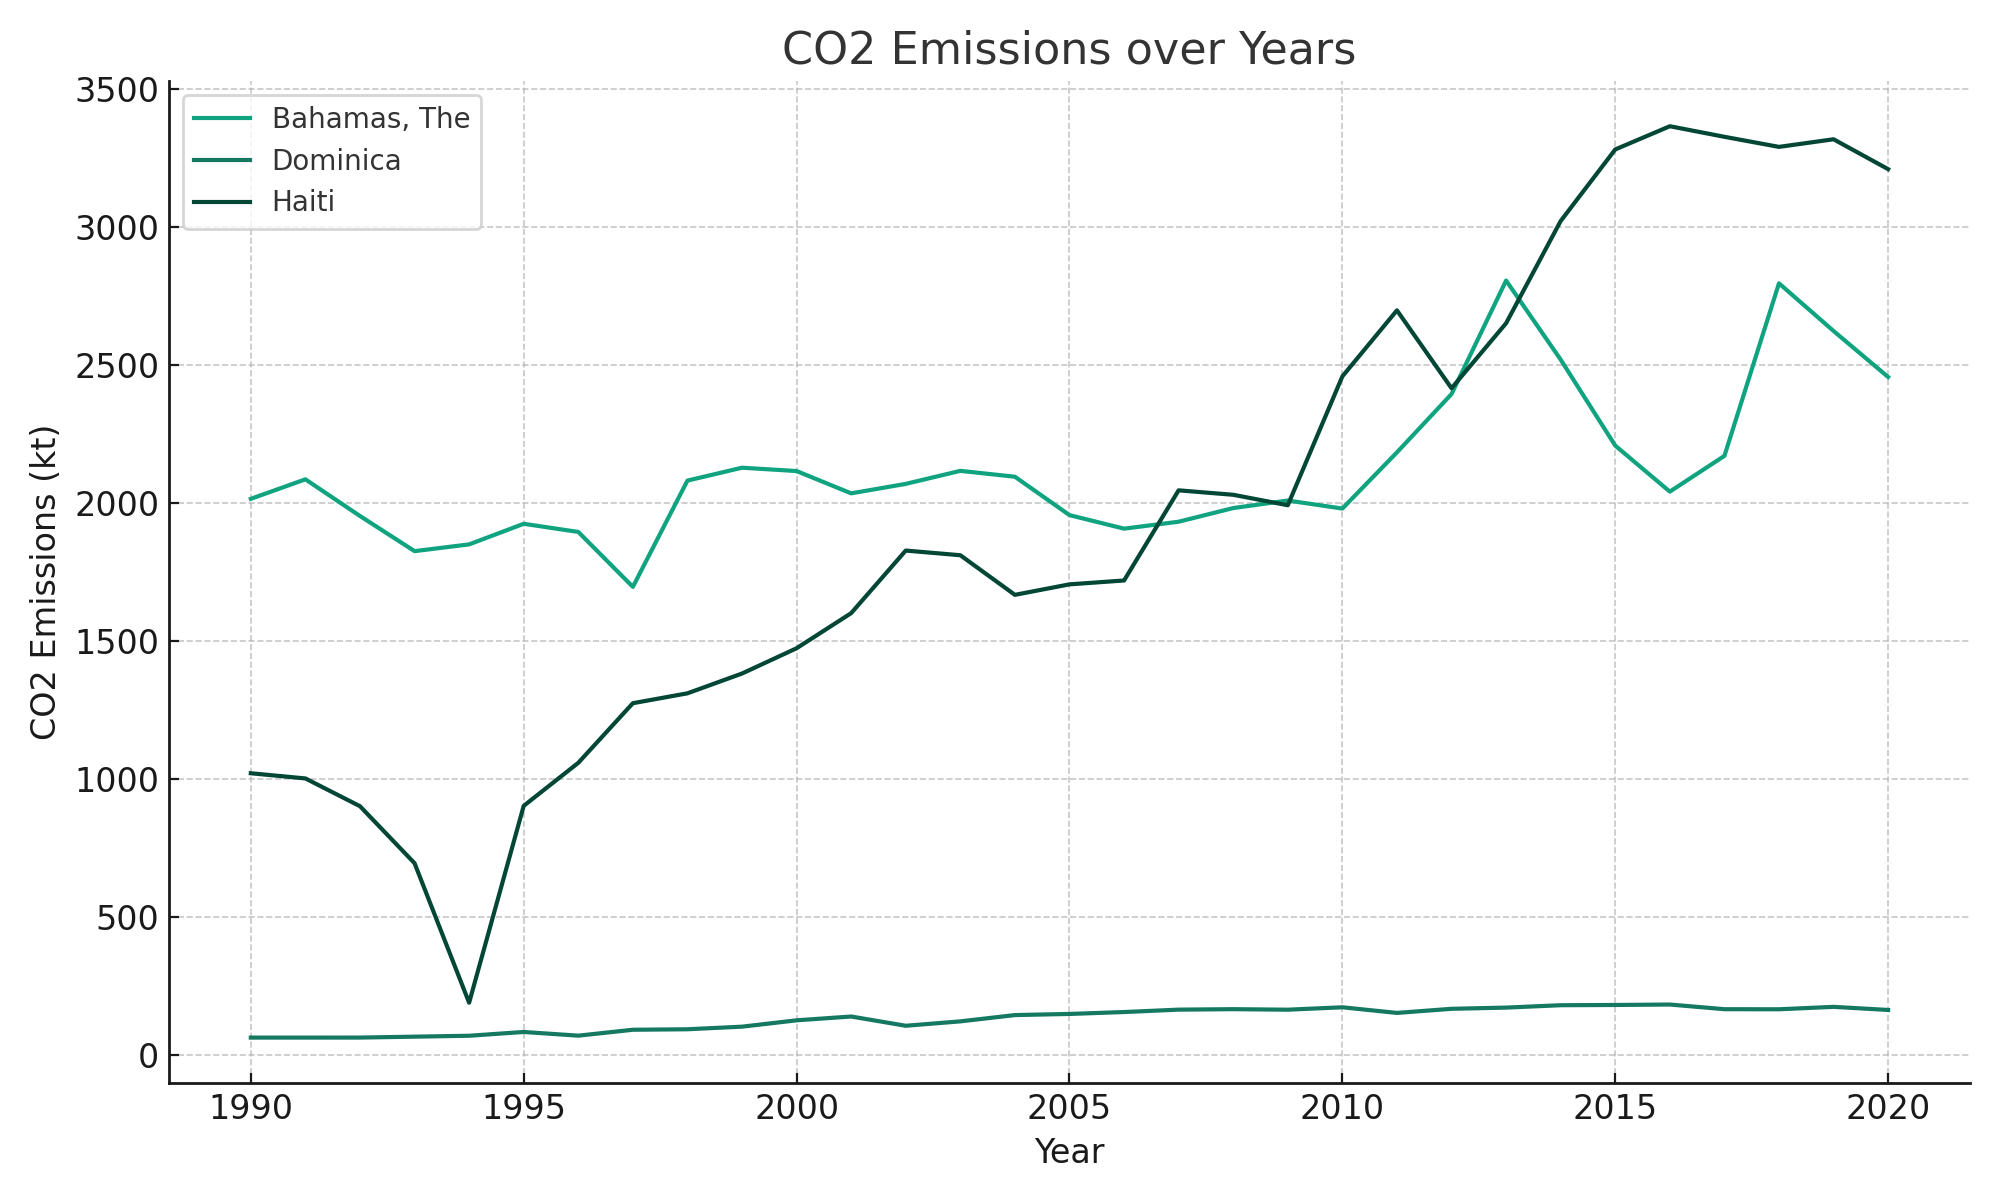 CO2 Emissions over Years
3500
3000
2500
2000
1500
1000
500
0
CO2 Emissions (kt)
Bahamas, The
Dominica
Haiti
1990
1995
2000
2005
2010
2015
2020
Year